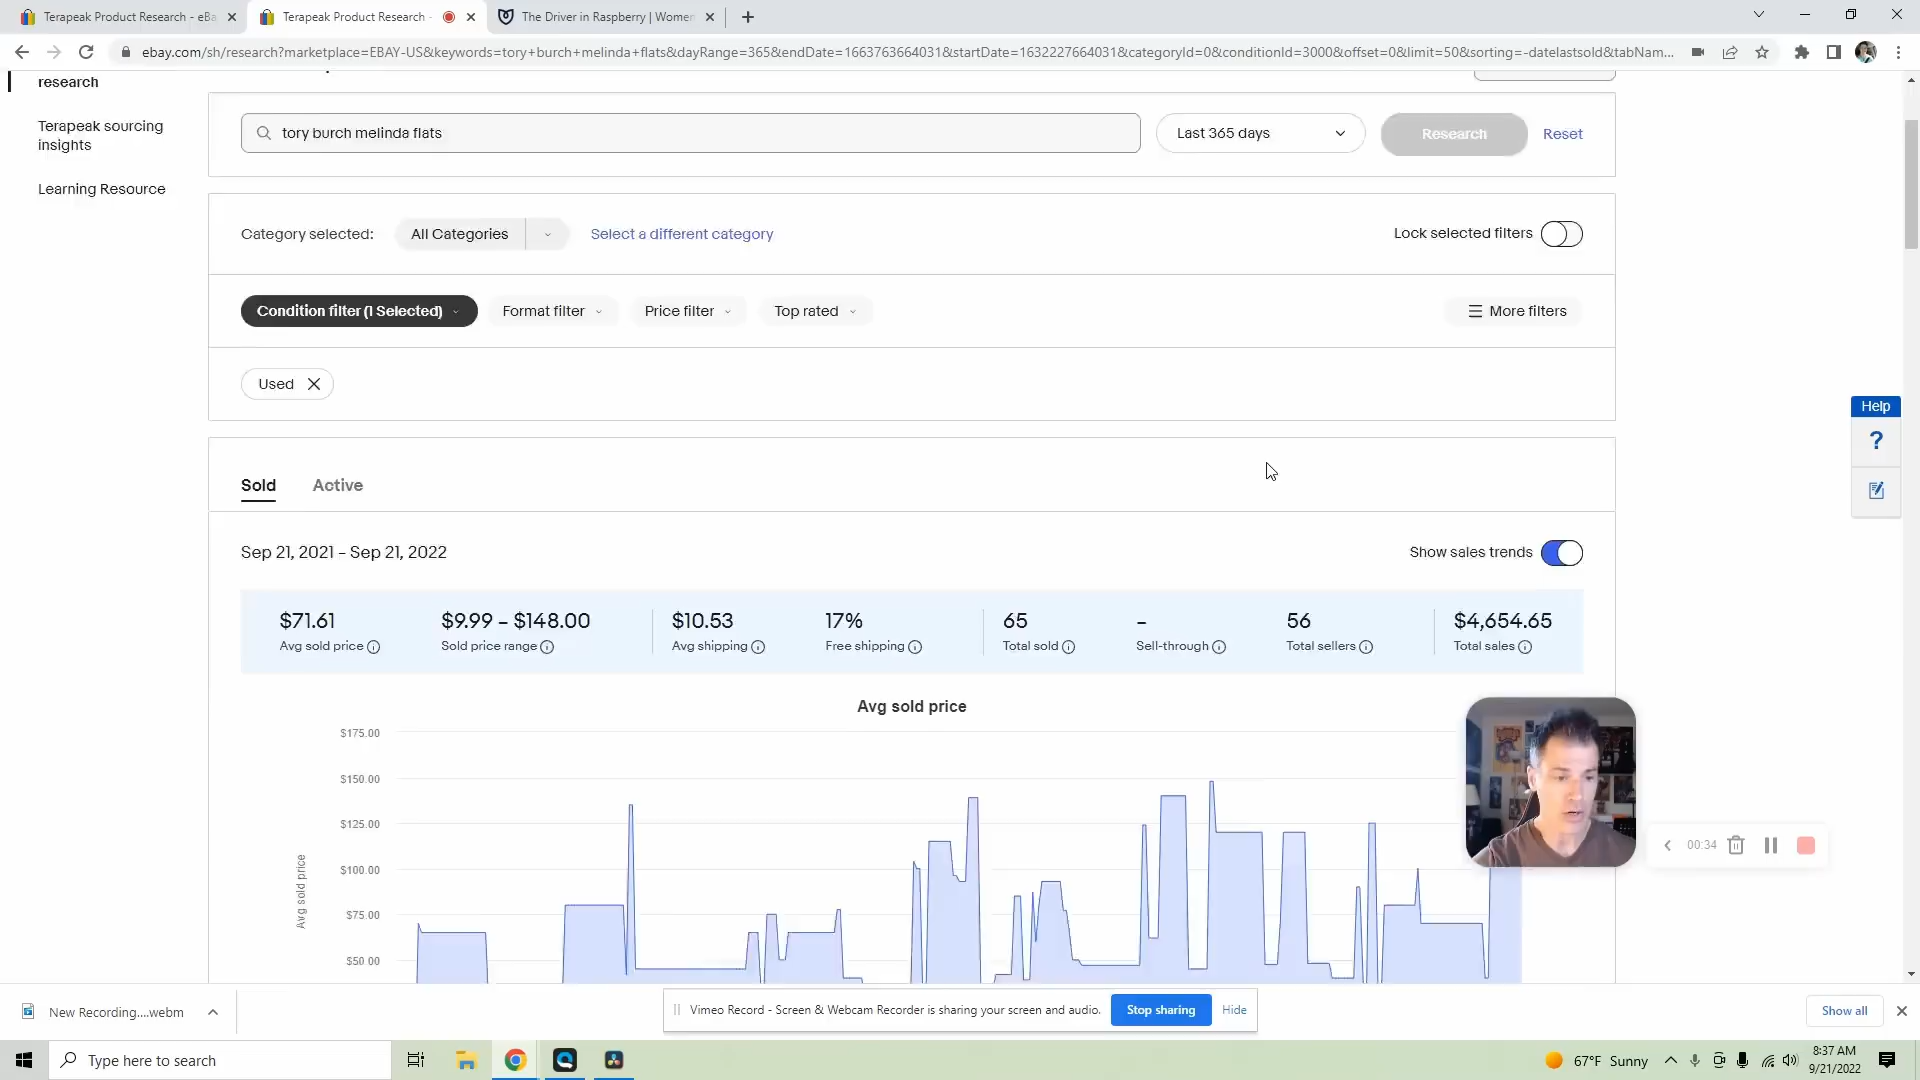 Terapeak Product Research - eBa
Terapeak Product Research -
The Driver in Raspberry | Women
ebay.com/sh/research?marketplace=EBAY-US&keywords=tory+burch+melinda+flats&dayRange=365&endDate=1663763664031&startDate=1632227664031&categoryId=0&conditionId=3000&offset=0&limit=50&sorting=-datelastsold&tabNam...
research
Terapeak sourcing
insights
Learning Resource
tory burch melinda flats
Last 365 days
Research
Reset
Category selected:
All Categories
Select a different category
Lock selected filters
Condition filter (1 Selected)
Format filter
Price filter
Top rated
More filters
Used
Help
?
Sold
Active
Sep 21, 2021 – Sep 21, 2022
Show sales trends
$71.61
Avg sold price
$9.99 – $148.00
Sold price range
$10.53
Avg shipping
17%
Free shipping
65
Total sold
–
Sell-through
56
Total sellers
$4,654.65
Total sales
Avg sold price
$175.00
$150.00
$125.00
$100.00
$75.00
$50.00
Avg sold price
00:34
New Recording....webm
Vimeo Record - Screen & Webcam Recorder is sharing your screen and audio.
Stop sharing
Hide
Show all
Type here to search
67°F Sunny
8:37 AM
9/21/2022